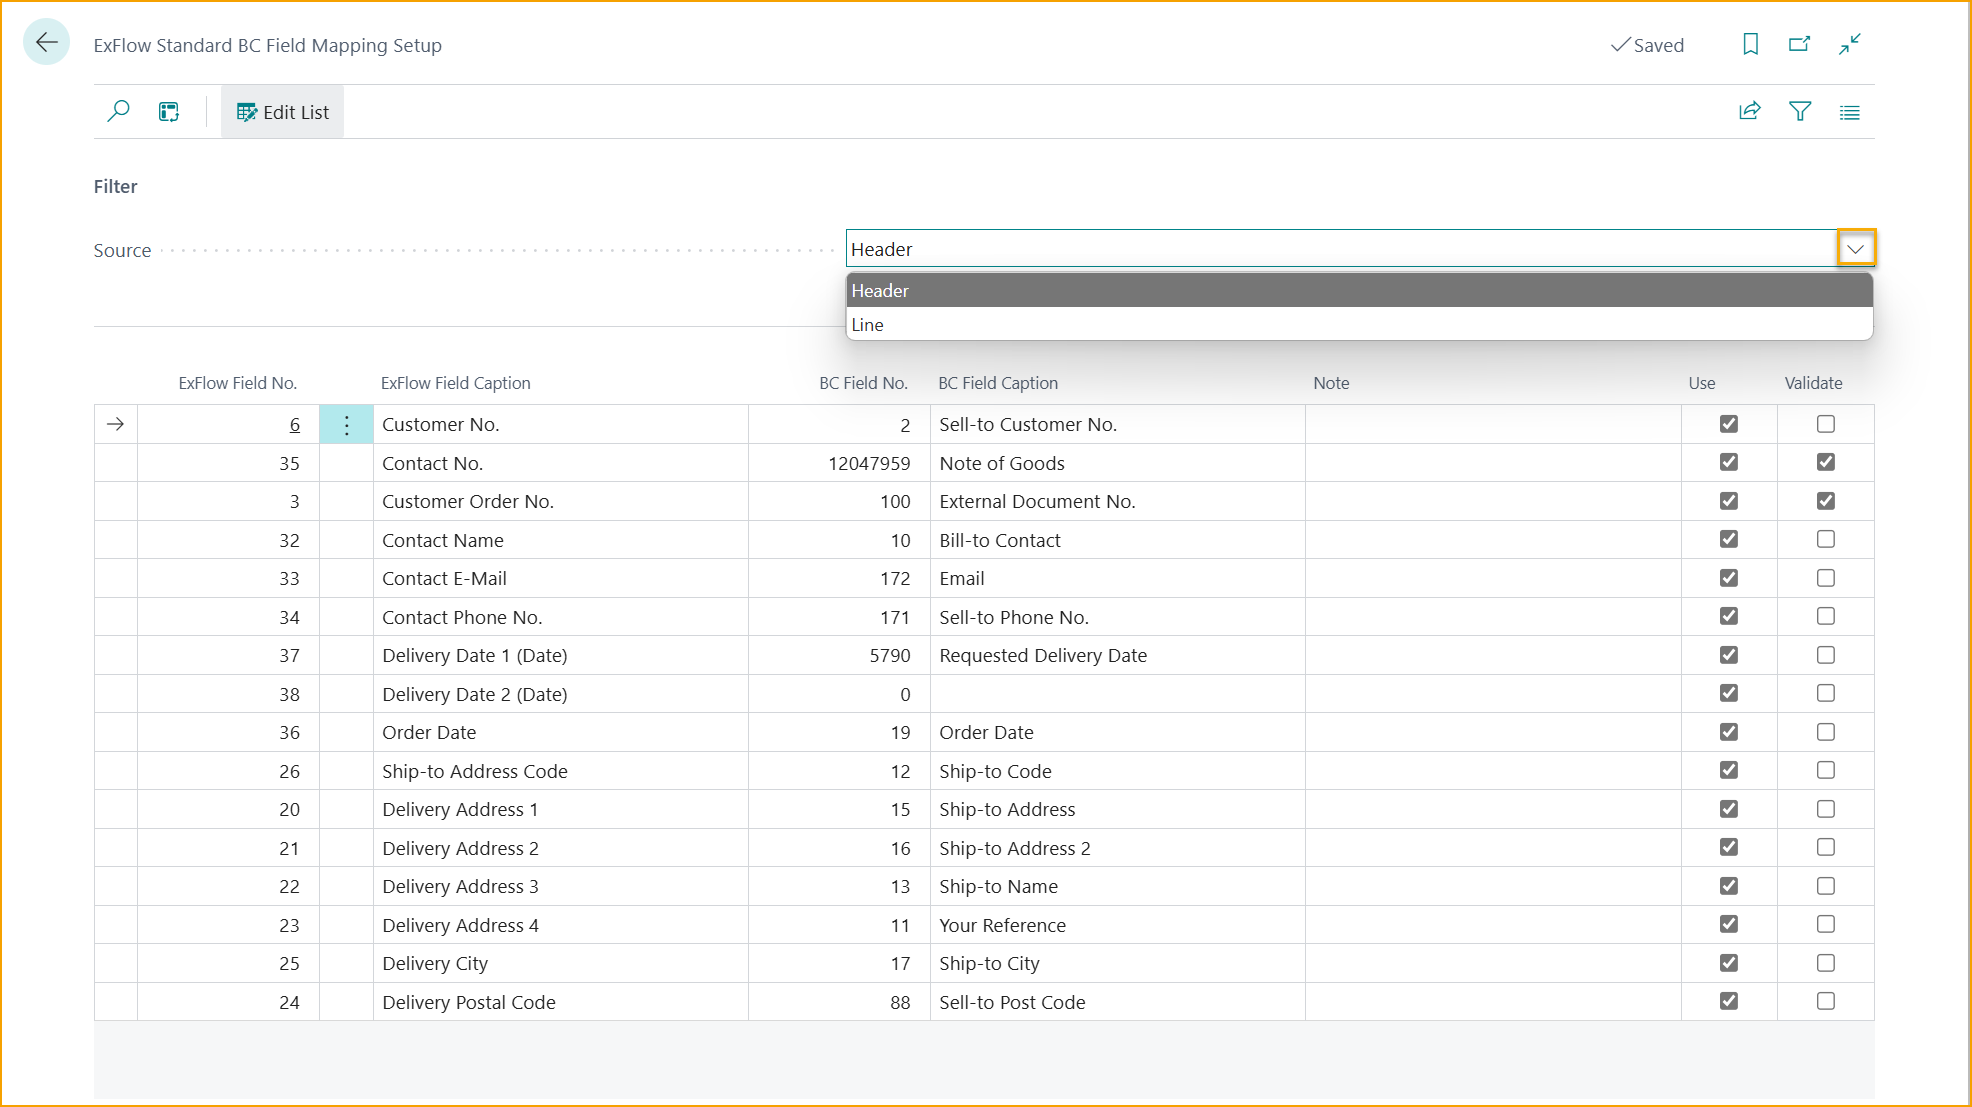 ExFlow Standard BC Field Mapping Setup
Saved
Edit List
Filter
Source
Header
Header
Line
ExFlow Field No. ExFlow Field Caption BC Field No. BC Field Caption Note Use Validate
6 Customer No. 2 Sell-to Customer No.
35 Contact No. 12047959 Note of Goods
3 Customer Order No. 100 External Document No.
32 Contact Name 10 Bill-to Contact
33 Contact E-Mail 172 Email
34 Contact Phone No. 171 Sell-to Phone No.
37 Delivery Date 1 (Date) 5790 Requested Delivery Date
38 Delivery Date 2 (Date) 0
36 Order Date 19 Order Date
26 Ship-to Address Code 12 Ship-to Code
20 Delivery Address 1 15 Ship-to Address
21 Delivery Address 2 16 Ship-to Address 2
22 Delivery Address 3 13 Ship-to Name
23 Delivery Address 4 11 Your Reference
25 Delivery City 17 Ship-to City
24 Delivery Postal Code 88 Sell-to Post Code